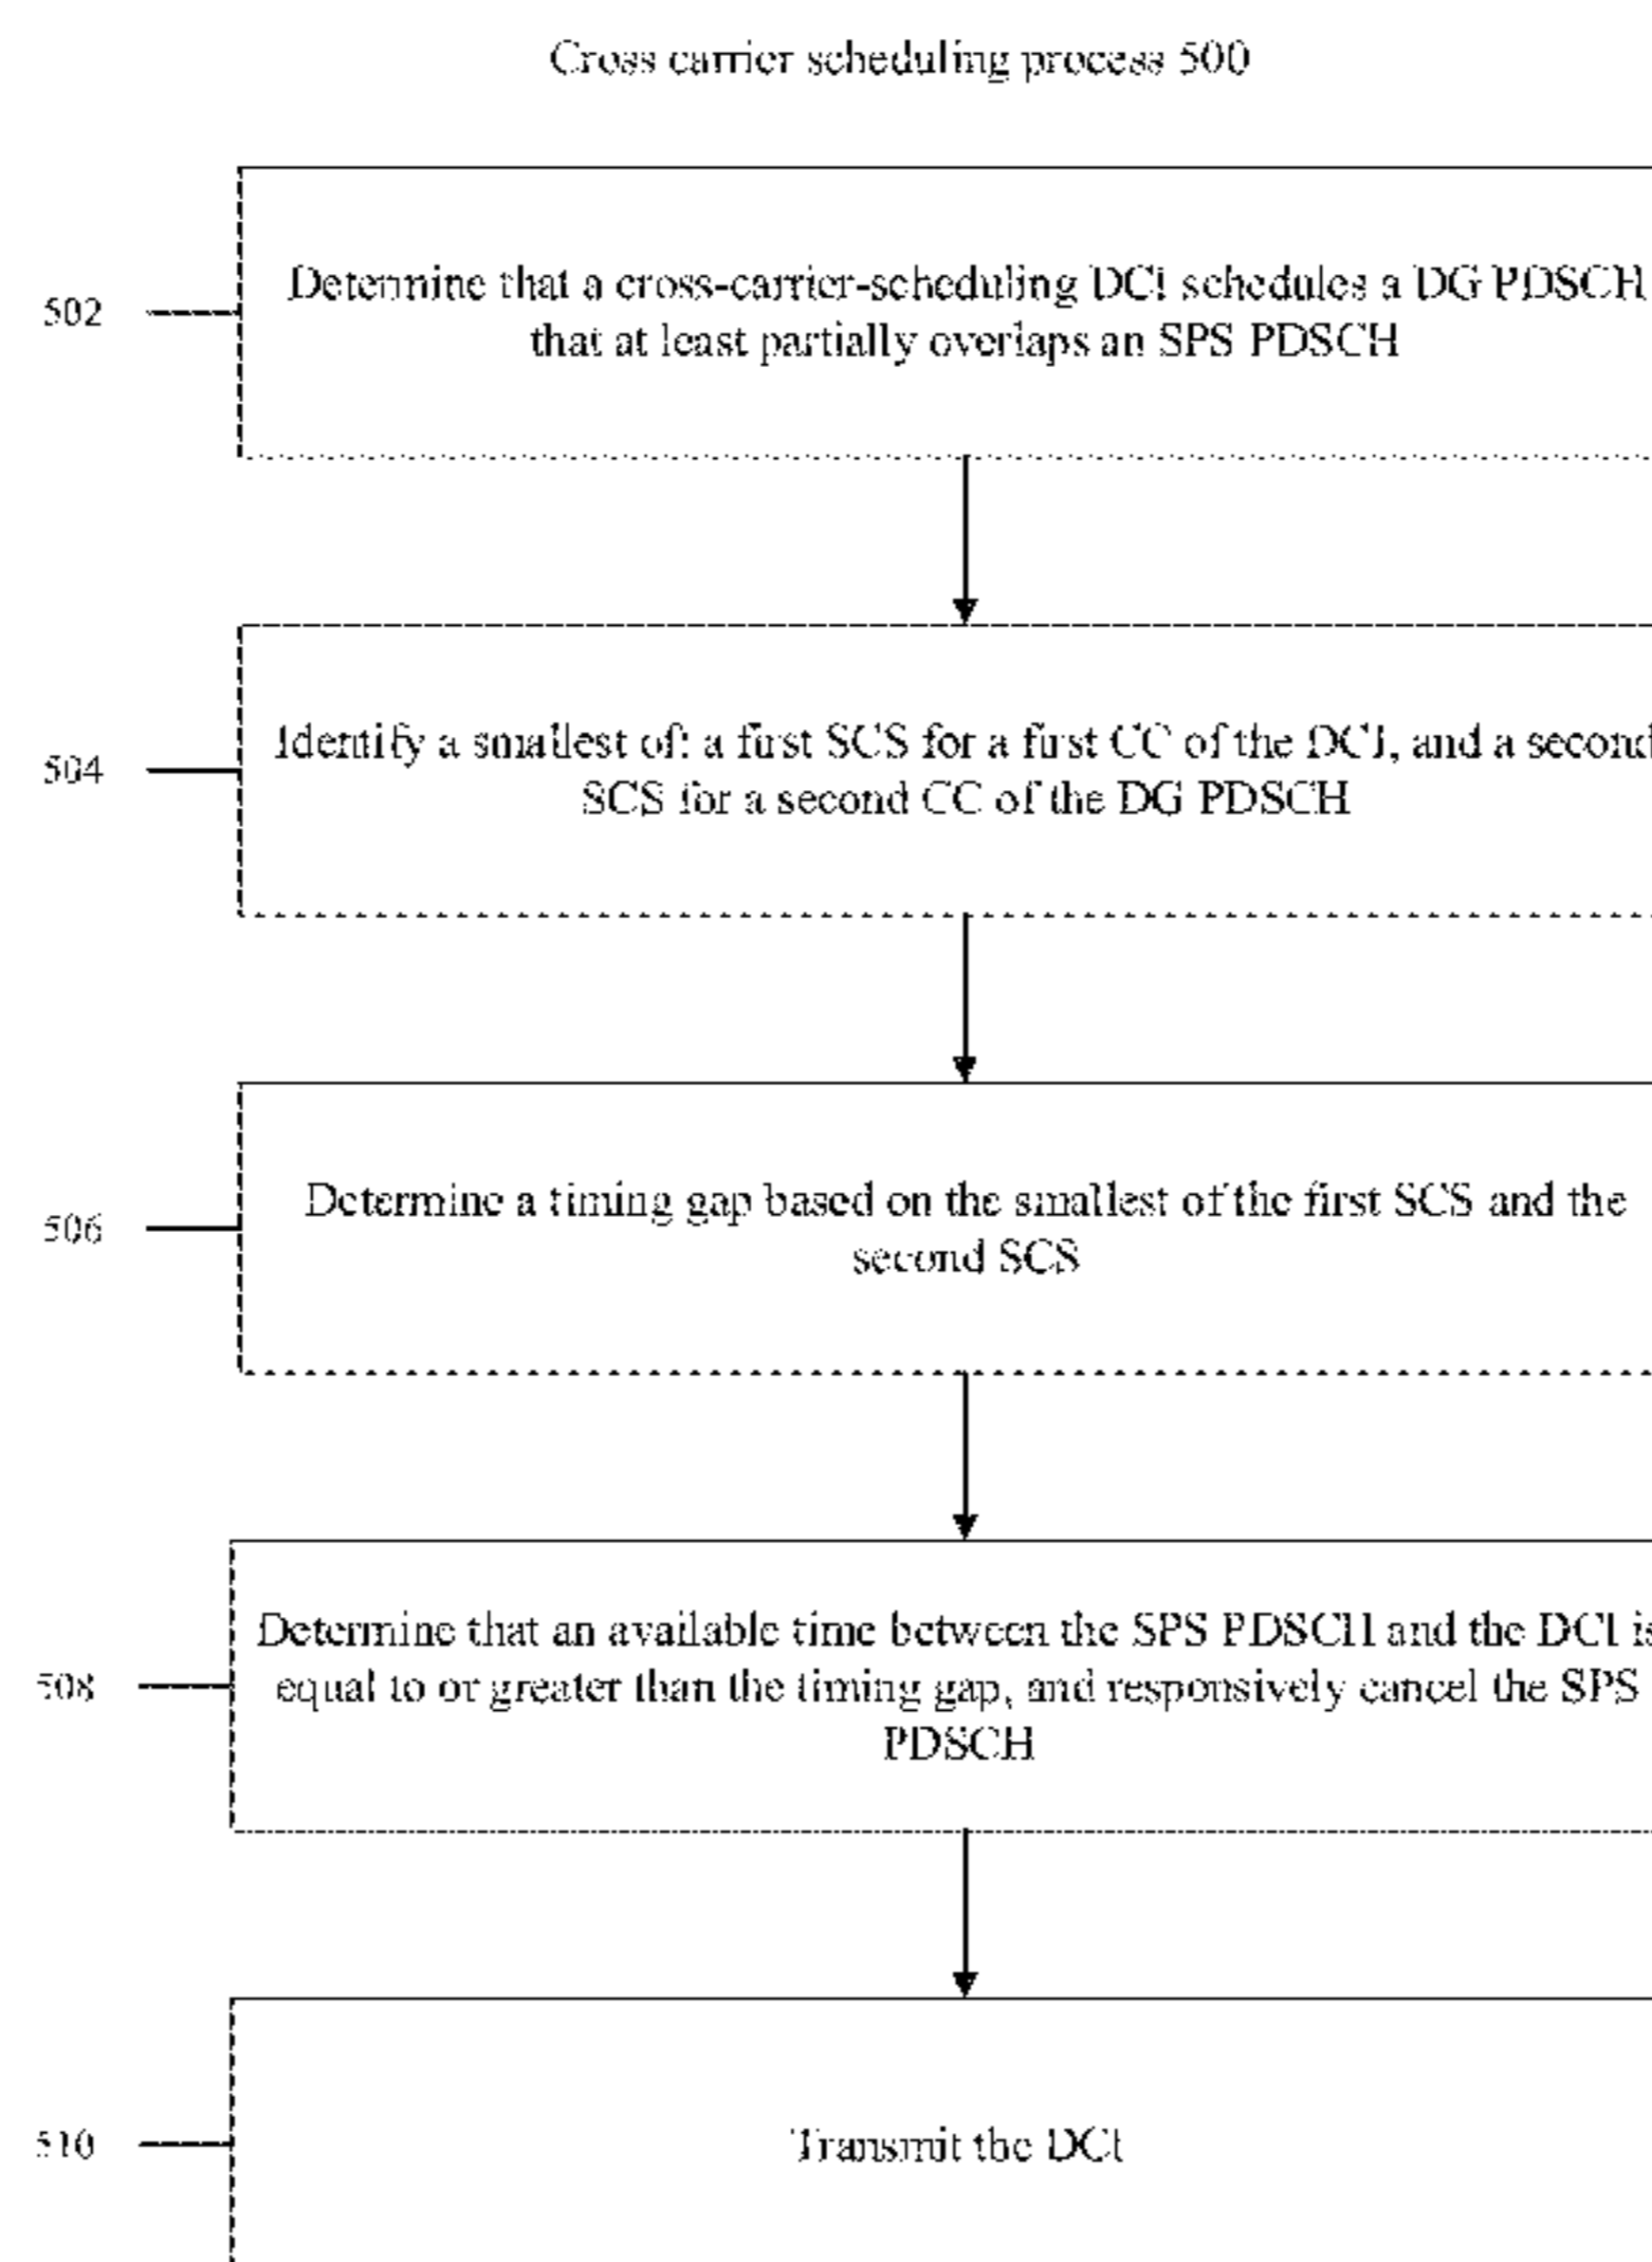 Cross carrier scheduling process 500
502
Determine that a cross-carrier-scheduling DCI schedules a DG PDSCH
that at least partially overlaps an SPS PDSCH
504
Identify a smallest of: a first SCS for a first CC of the DCI, and a second
SCS for a second CC of the DG PDSCH
506
Determine a timing gap based on the smallest of the first SCS and the
second SCS
508
Determine that an available time between the SPS PDSCH and the DCI is
equal to or greater than the timing gap, and responsively cancel the SPS
PDSCH
510
Transmit the DCI